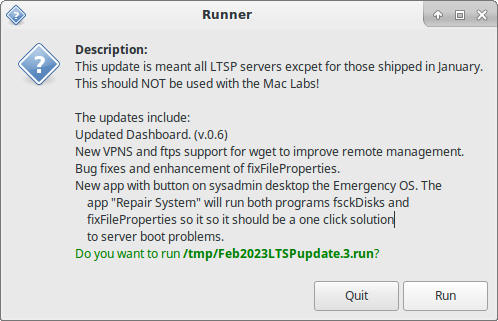 Runner
Description:
This update is meant all LTSP servers excpet for those shipped in January.
This should NOT be used with the Mac Labs!
The updates include:
Updated Dashboard. (v.0.6)
New VPNS and ftps support for wget to improve remote management.
Bug fixes and enhancement of fixFileProperties.
New app with button on sysadmin desktop the Emergency OS. The
app "Repair System" will run both programs fsckDisks and
fixFileProperties so it so it should be a one click solution
to server boot problems.
Do you want to run /tmp/Feb2023LTSPupdate.3.run?
Quit
Run